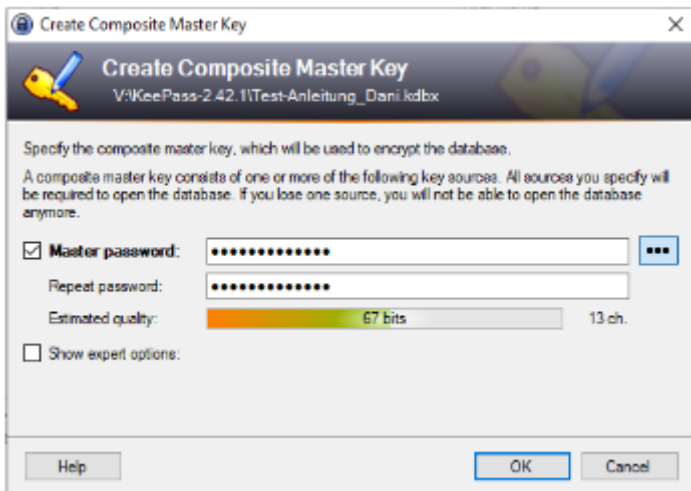 Create Composite Master Key
Create Composite Master Key
V:\KeePass-2.42.1\Test-Anleitung_Dani.kdbx
Specify the composite master key, which will be used to encrypt the database.
A composite master key consists of one or more of the following key sources. All sources you specify will
be required to open the database. If you lose one source, you will not be able to open the database
anymore.
Master password: •••••••••••••
Repeat password: •••••••••••••
Estimated quality: 67 bits 13 ch.
Show expert options:
Help OK Cancel